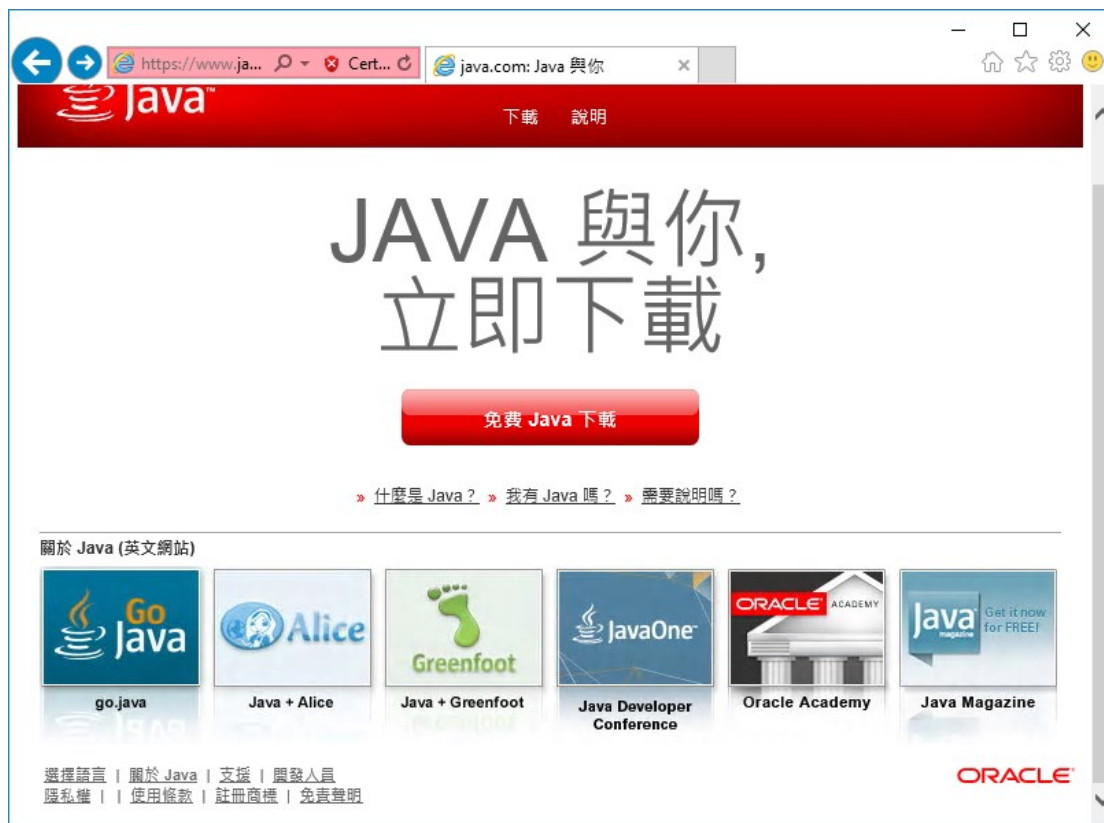 https://www.ja... Cert... java.com: Java 與你
Java™
下載 說明
JAVA 與你,
立即下載
免費 Java 下載
» 什麼是 Java？ » 我有 Java 嗎？ » 需要說明嗎？
關於 Java (英文網站)
Go Java
Alice
Greenfoot
JavaOne™
ORACLE ACADEMY
Java magazine
Get it now for FREE!
go.java
Java + Alice
Java + Greenfoot
Java Developer
Conference
Oracle Academy
Java Magazine
選擇語言 | 關於 Java | 支援 | 開發人員
隱私權 | | 使用條款 | 註冊商標 | 免責聲明
ORACLE